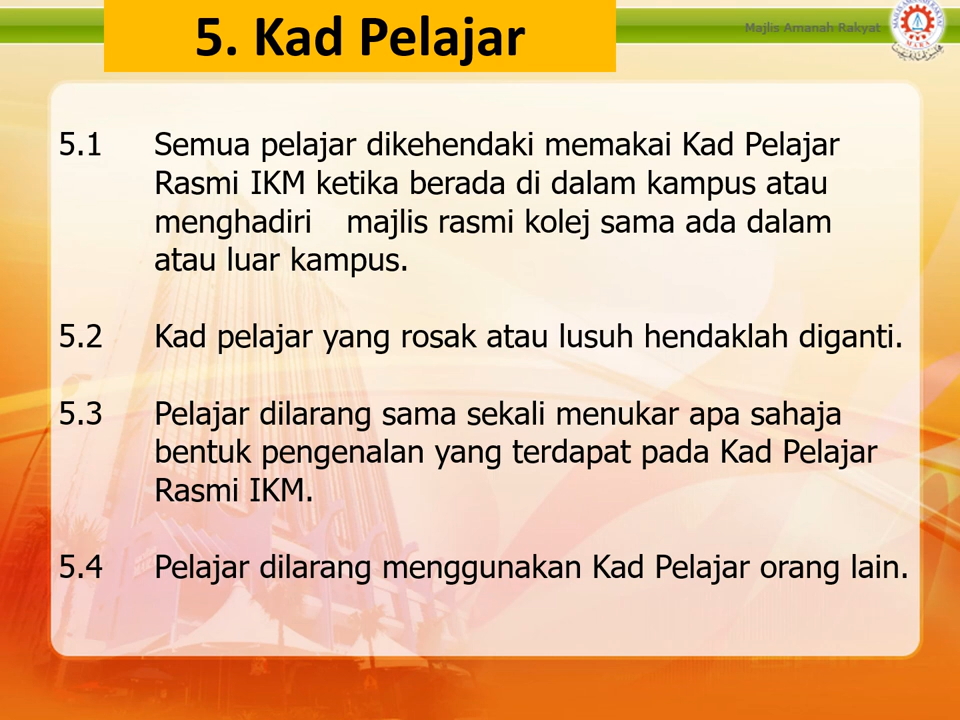 5. Kad Pelajar
Majlis Amanah Rakyat
5.1 Semua pelajar dikehendaki memakai Kad Pelajar
Rasmi IKM ketika berada di dalam kampus atau
menghadiri majlis rasmi kolej sama ada dalam
atau luar kampus.
5.2 Kad pelajar yang rosak atau lusuh hendaklah diganti.
5.3 Pelajar dilarang sama sekali menukar apa sahaja
bentuk pengenalan yang terdapat pada Kad Pelajar
Rasmi IKM.
5.4 Pelajar dilarang menggunakan Kad Pelajar orang lain.